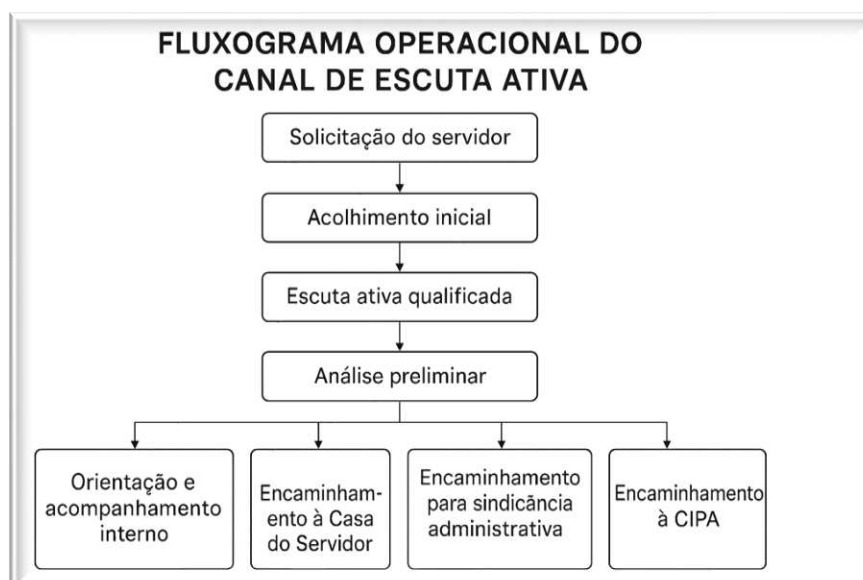 FLUXOGRAMA OPERACIONAL DO
CANAL DE ESCUTA ATIVA
Solicitação do servidor
Acolhimento inicial
Escuta ativa qualificada
Análise preliminar
Orientação e
acompanhamento
interno
Encaminham-
ento à Casa
do Servidor
Encaminhamento
para sindicância
administrativa
Encaminhamento
à CIPA